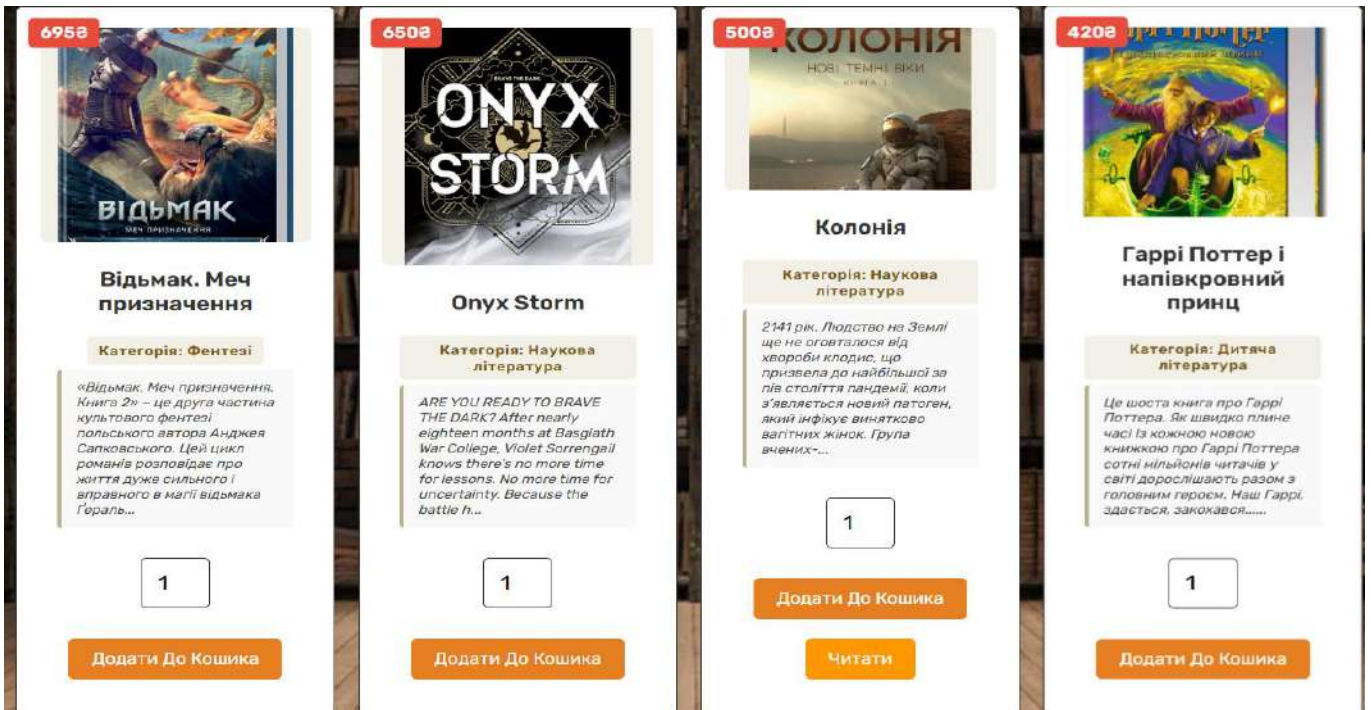 695₴
ВІДЬМАК
МЕЧ ПРИЗНАЧЕННЯ
Відьмак. Меч
призначення
Категорія: Фентезі
«Відьмак. Меч призначення.
Книга 2» – це друга частина
культового фентезі
польського автора Анджея
Сапковського. Цей цикл
романів розповідає про
життя дуже сильного і
вправного в магії відьмака
Ґераль...
1
Додати До Кошика
650₴
BRAVE THE DARK
ONYX
STORM
Onyx Storm
Категорія: Наукова
література
ARE YOU READY TO BRAVE
THE DARK? After nearly
eighteen months at Basgiath
War College, Violet Sorrengail
knows there's no more time
for lessons. No more time for
uncertainty. Because the
battle h...
1
Додати До Кошика
500₴
КОЛОНІЯ
НОВІ ТЕМНІ ВІКИ
КНИГА 1
Колонія
Категорія: Наукова
література
2141 рік. Людство на Землі
ще не оговталося від
хвороби клодис, що
призвела до найбільшої за
пів століття пандемії, коли
з'являється новий патоген,
який інфікує винятково
вагітних жінок. Група
вчених-...
1
Додати До Кошика
Читати
420₴
Гаррі Поттер і
напівкровний
принц
Категорія: Дитяча
література
Це шоста книга про Гаррі
Поттера. Як швидко плине
час! Із кожною новою
книжкою про Гаррі Поттера
сотні мільйонів читачів у
світі дорослішають разом з
головним героєм. Наш Гаррі,
здається, закохався......
1
Додати До Кошика